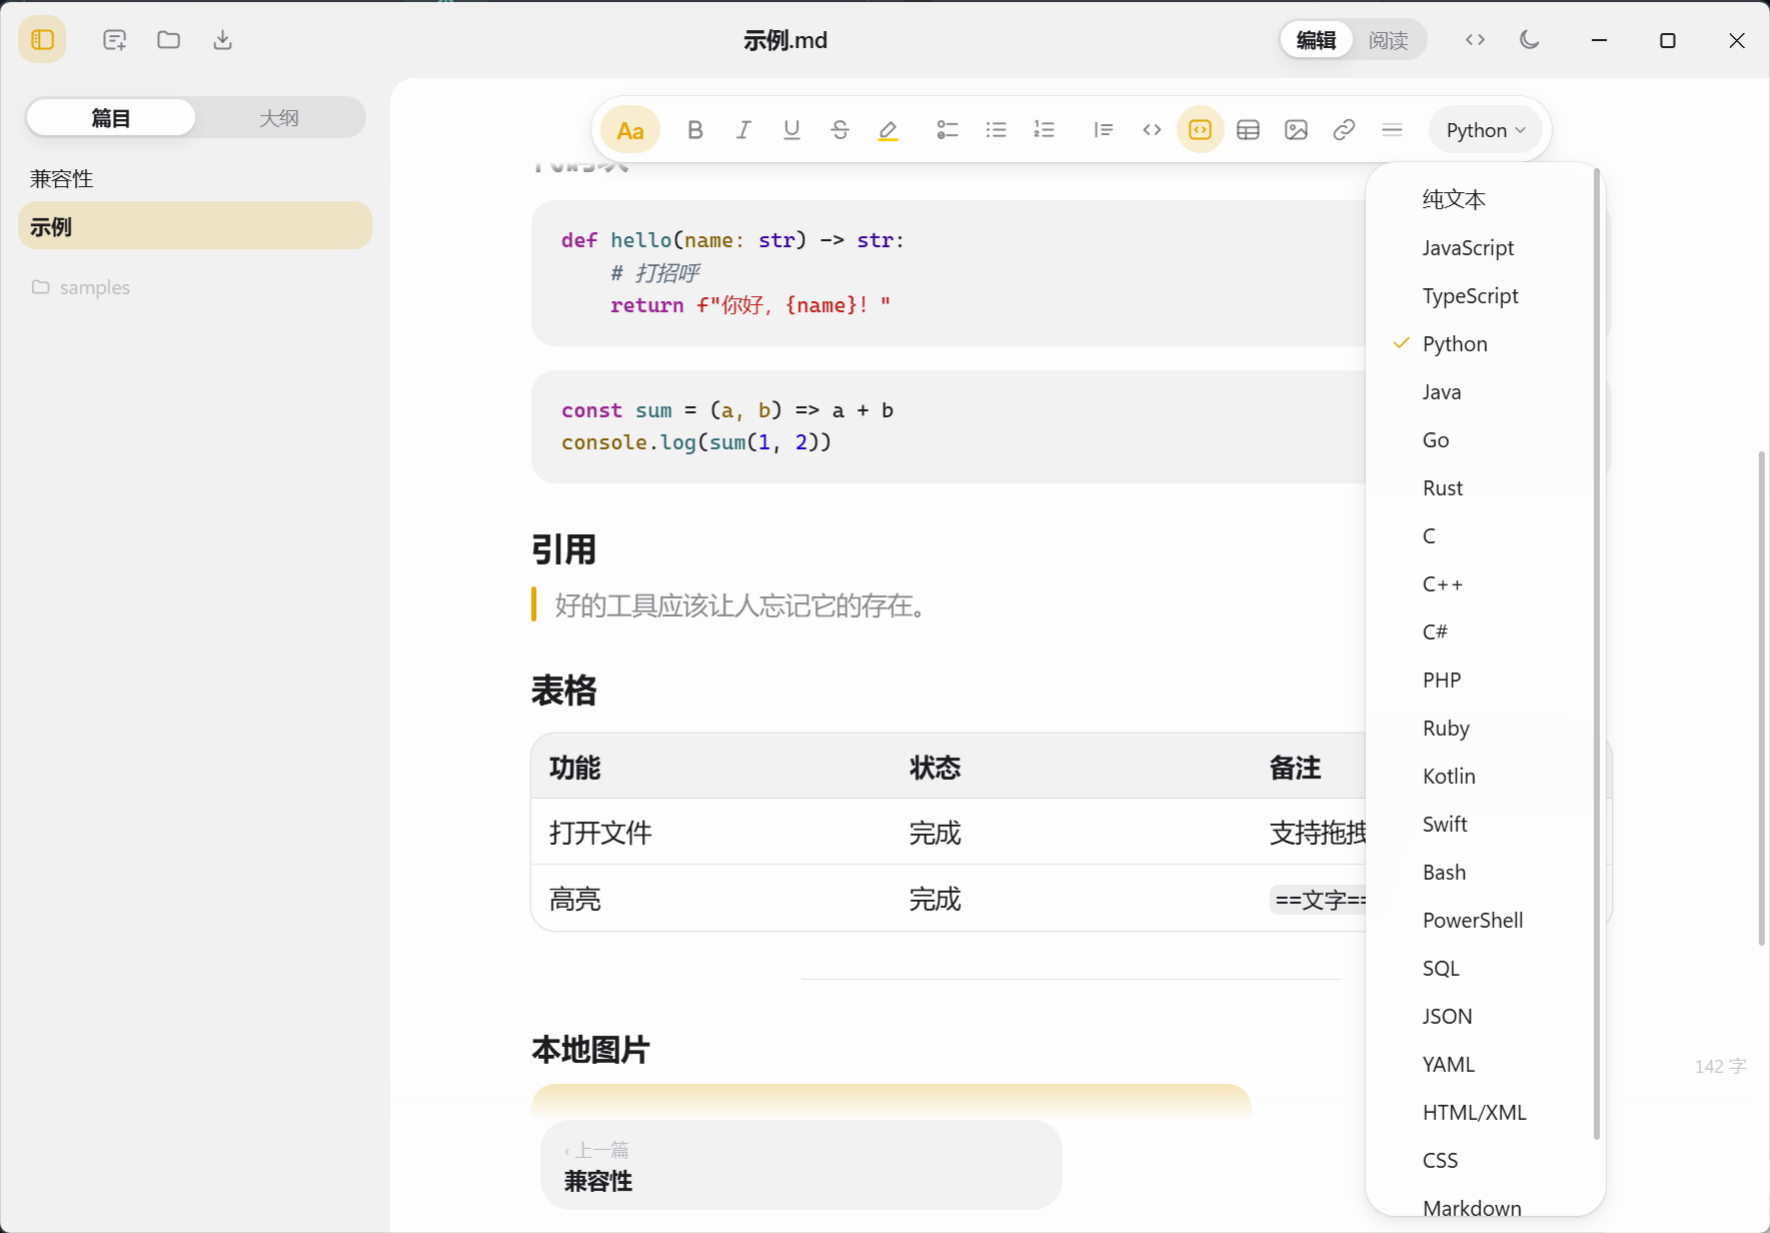 示例.md
编辑
阅读
篇目
大纲
兼容性
示例
samples
Aa
Python
def hello(name: str) -> str:
# 打招呼
return f"你好，{name}！"
const sum = (a, b) => a + b
console.log(sum(1, 2))
引用
好的工具应该让人忘记它的存在。
表格
功能 状态 备注
打开文件 完成 支持拖拽
高亮 完成 ==文字==
本地图片
‹ 上一篇
兼容性
纯文本
JavaScript
TypeScript
Python
Java
Go
Rust
C
C++
C#
PHP
Ruby
Kotlin
Swift
Bash
PowerShell
SQL
JSON
YAML
HTML/XML
CSS
Markdown
142 字